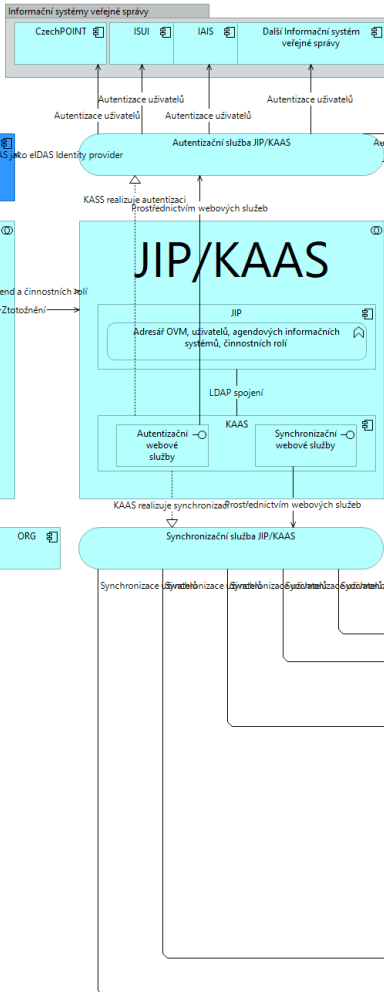 Informační systémy veřejné správy
CzechPOINT
ISUI
IAIS
Další Informační systém
veřejné správy
Autentizace uživatelů
Autentizace uživatelů
Autentizace uživatelů
Autentizace uživatelů
Autentizační služba JIP/KAAS
jako eIDAS Identity provider
KASS realizuje autentizaci
Prostřednictvím webových služeb
JIP/KAAS
a činnostních rolí
Ztotožnění
JIP
Adresář OVM, uživatelů, agendových informačních
systémů, činnostních rolí
LDAP spojení
KAAS
Autentizační
webové
služby
Synchronizační
webové služby
KAAS realizuje synchronizaci
Prostřednictvím webových služeb
ORG
Synchronizační služba JIP/KAAS
Synchronizace uživatelů